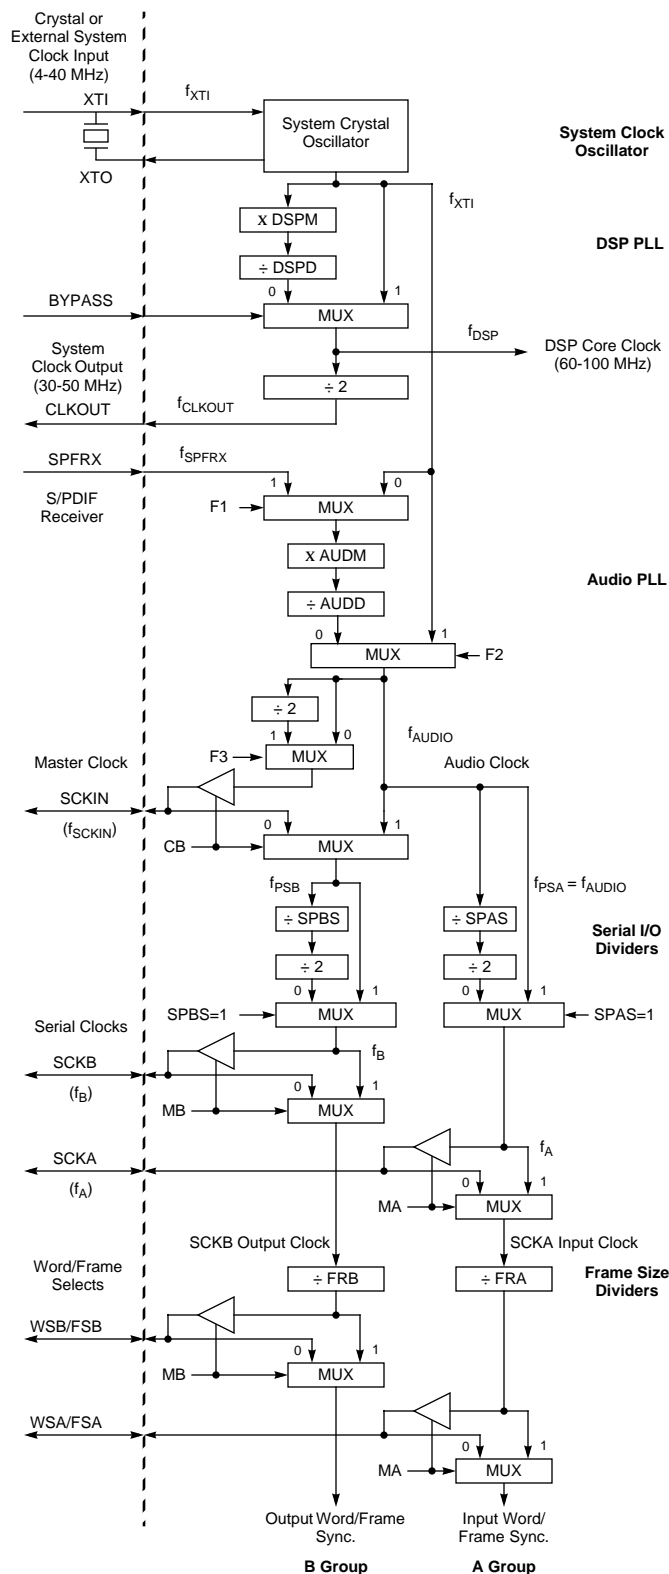 Crystal or
External System
Clock Input
(4-40 MHz)
XTI
fXTI
System Crystal
Oscillator
System Clock
Oscillator
XTO
fXTI
x DSPM
DSP PLL
÷ DSPD
0
1
BYPASS
MUX
fDSP
DSP Core Clock
(60-100 MHz)
System
Clock Output
(30-50 MHz)
÷ 2
CLKOUT
fCLKOUT
SPFRX
fSPFRX
1
0
S/PDIF
Receiver
F1
MUX
x AUDM
Audio PLL
÷ AUDD
0
1
MUX
F2
÷ 2
1
0
fAUDIO
F3
MUX
Master Clock
Audio Clock
SCKIN
(fSCKIN)
0
1
CB
MUX
fPSB
fPSA = fAUDIO
÷ SPBS
÷ SPAS
Serial I/O
Dividers
÷ 2
÷ 2
0
1
0
1
SPBS=1
MUX
MUX
SPAS=1
Serial Clocks
fB
SCKB
(fB)
0
1
MB
MUX
SCKA
(fA)
fA
0
1
MA
MUX
SCKB Output Clock
SCKA Input Clock
Word/Frame
Selects
÷ FRB
÷ FRA
Frame Size
Dividers
WSB/FSB
0
1
MB
MUX
WSA/FSA
0
1
MA
MUX
Output Word/Frame
Sync.
Input Word/
Frame Sync.
B Group
A Group